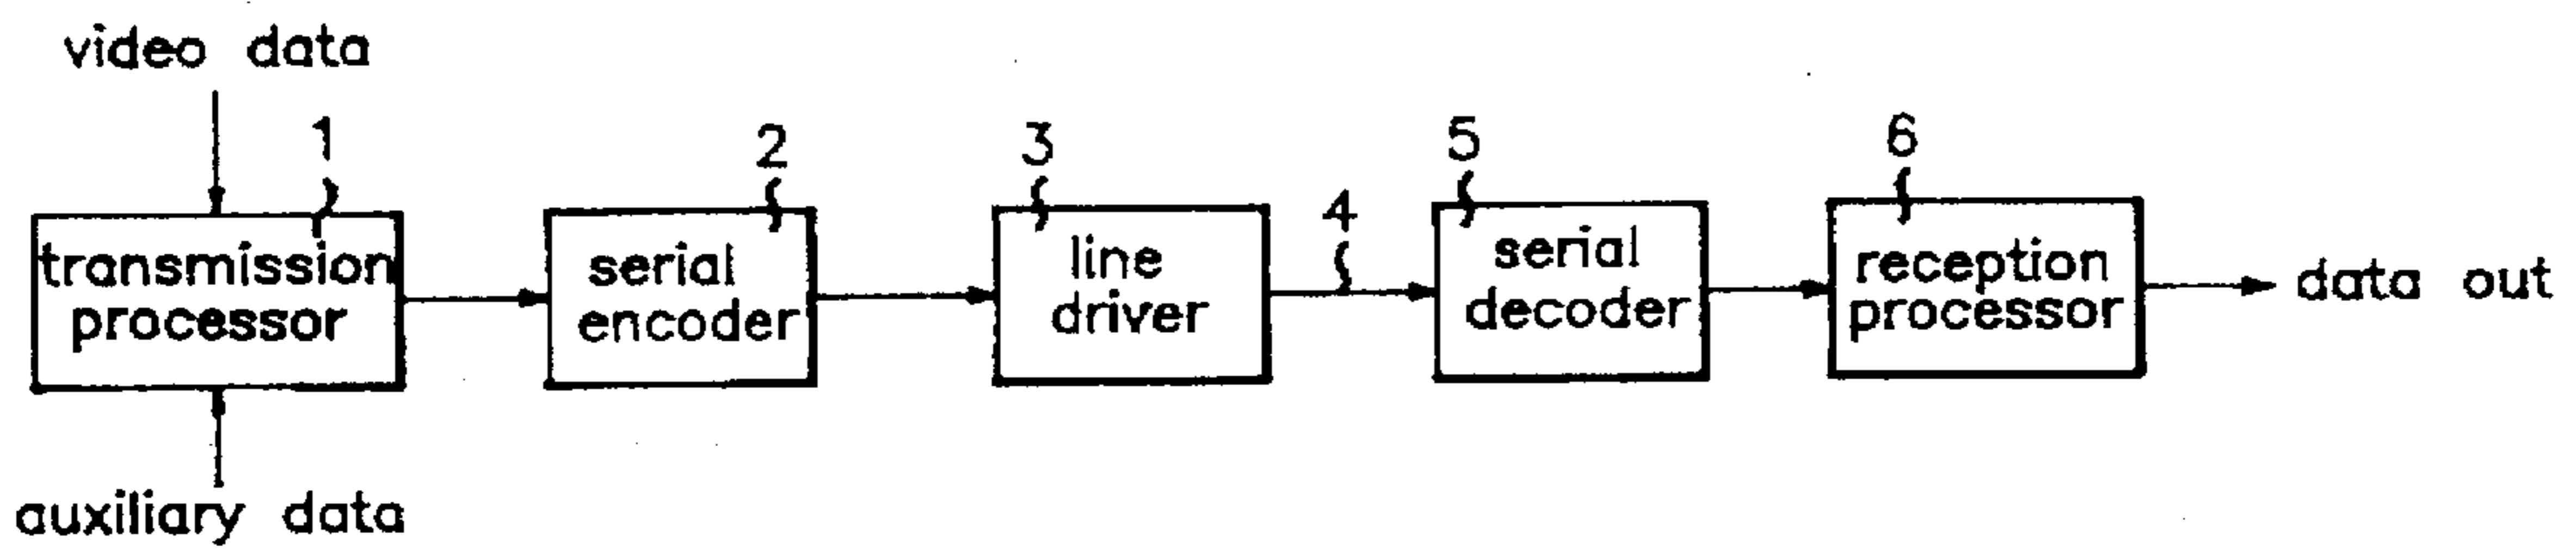 video data
1
2
3
4
5
6
transmission
processor
serial
encoder
line
driver
serial
decoder
reception
processor
data out
auxiliary data